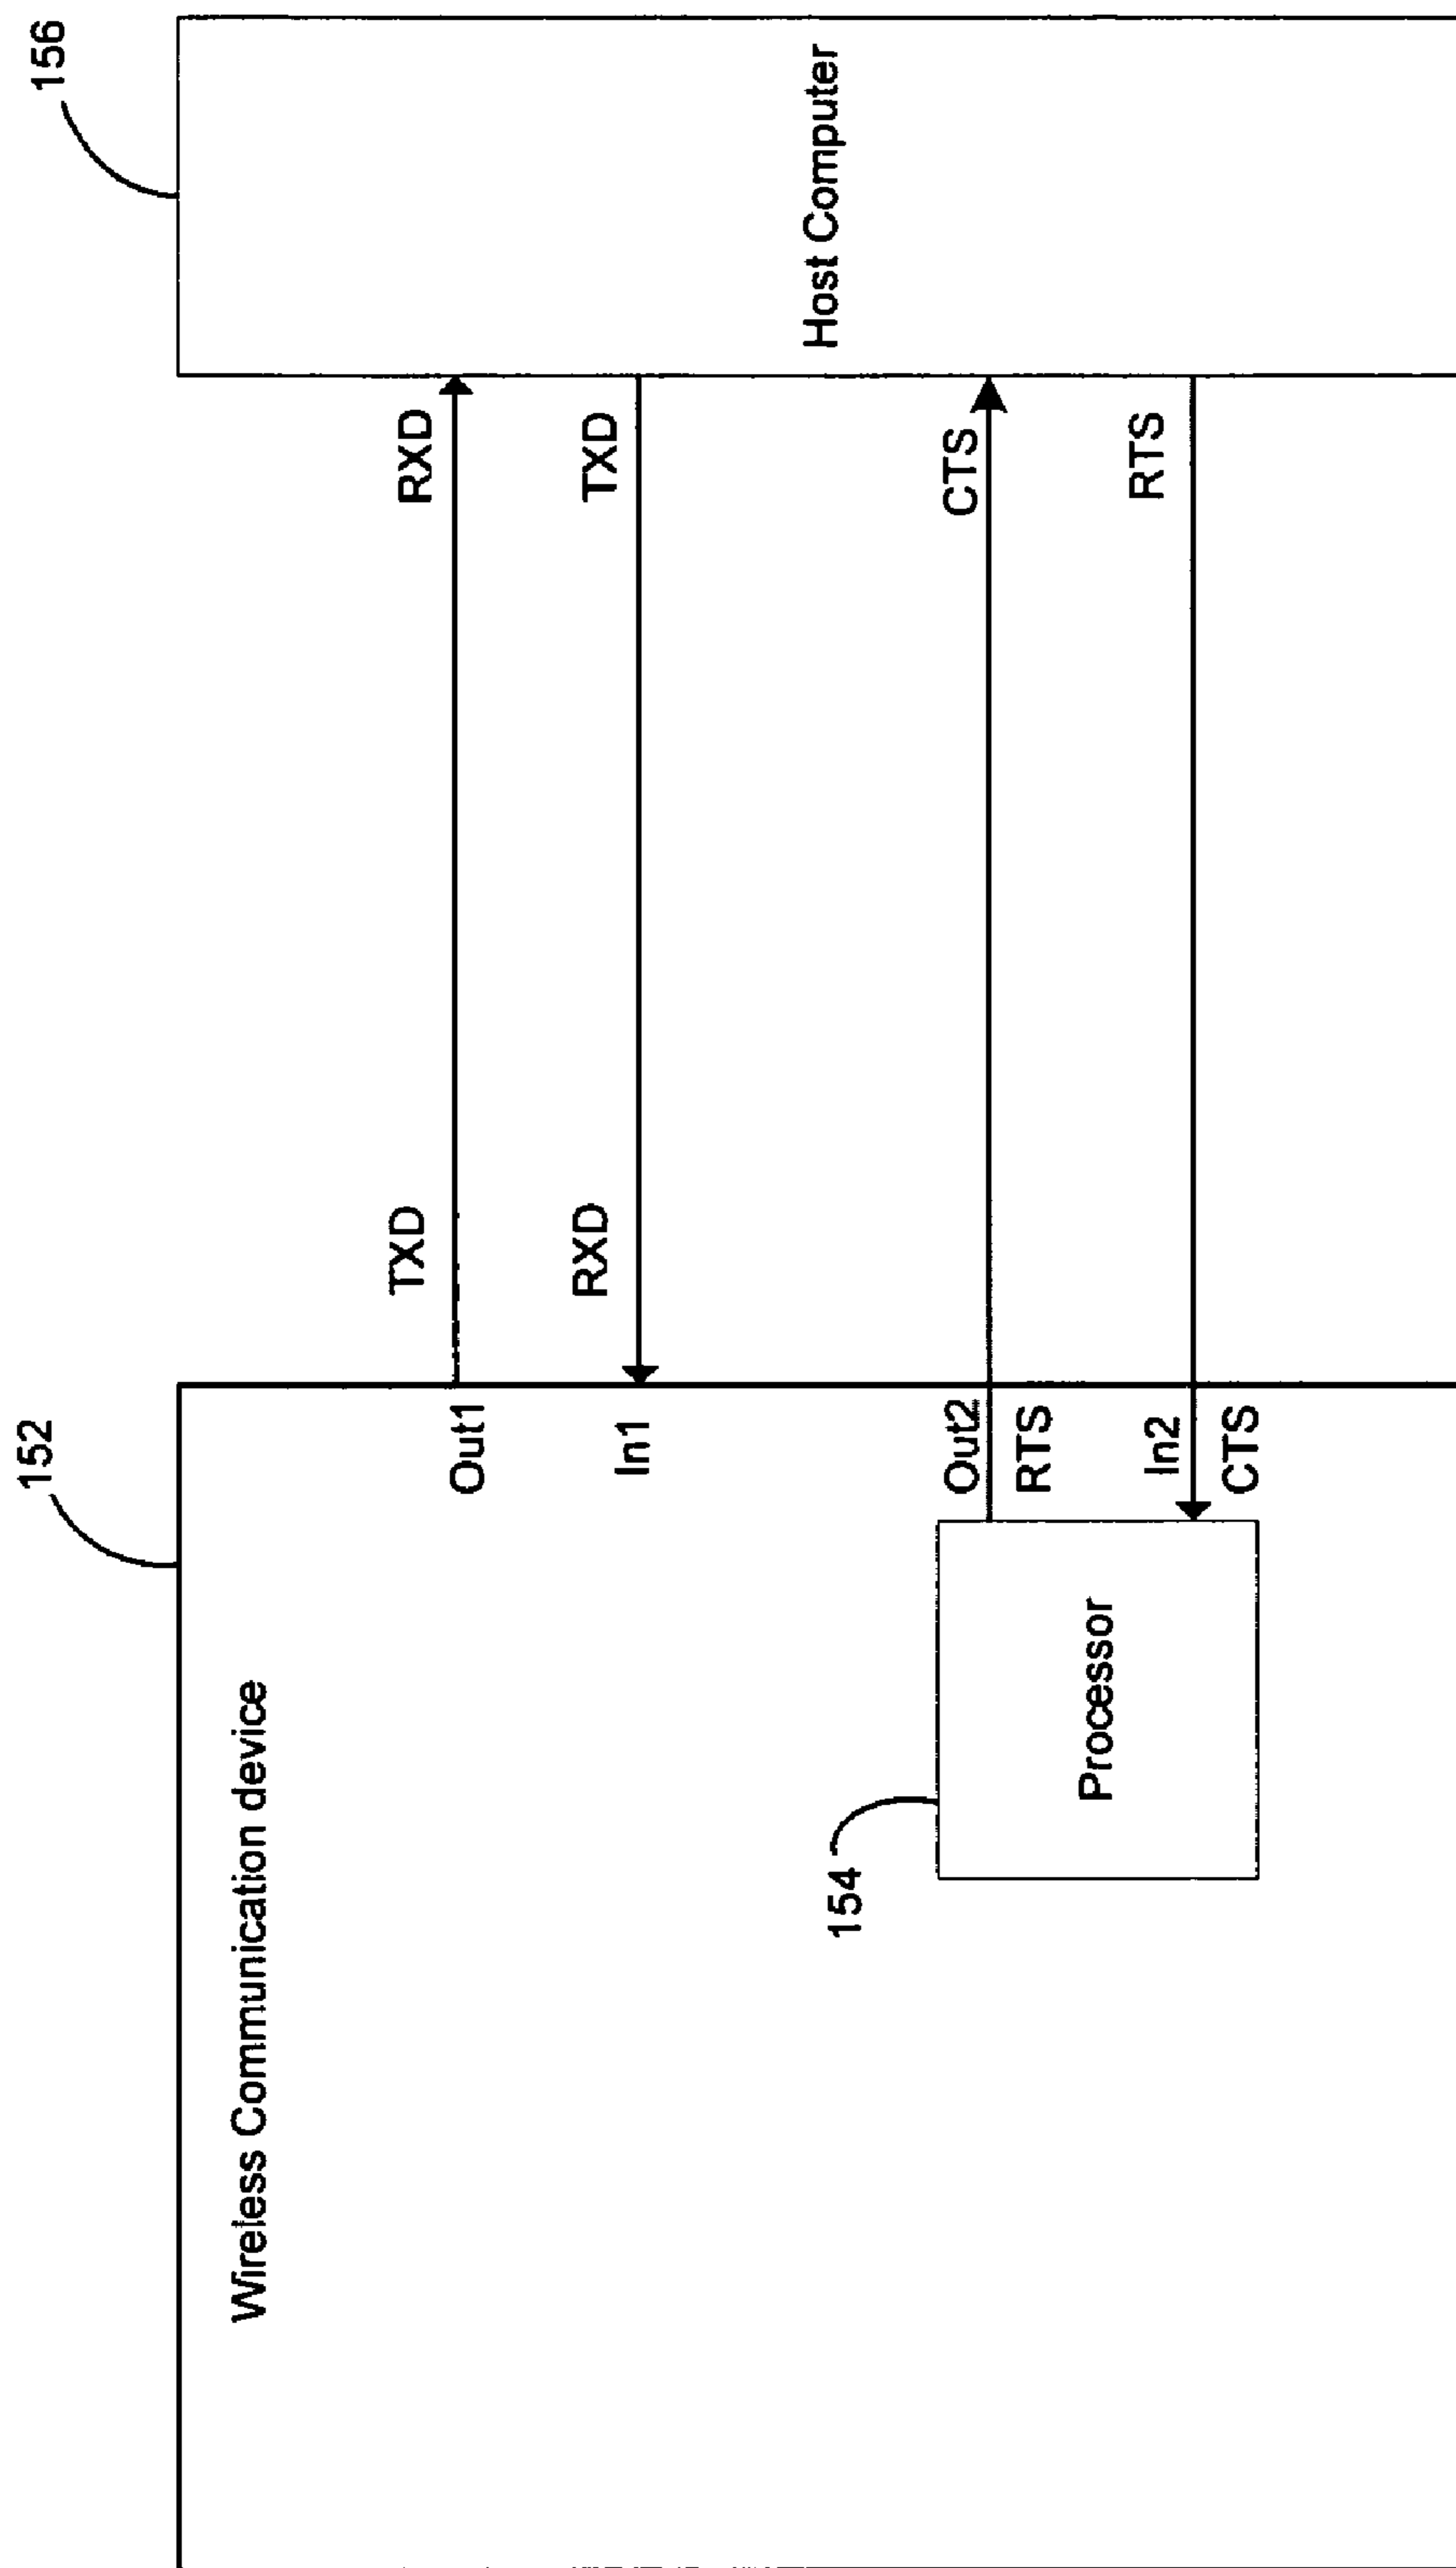 152
156
Wireless Communication device
Out1
TXD
RXD
In1
RXD
TXD
Host Computer
154
Processor
Out2
RTS
CTS
In2
CTS
RTS